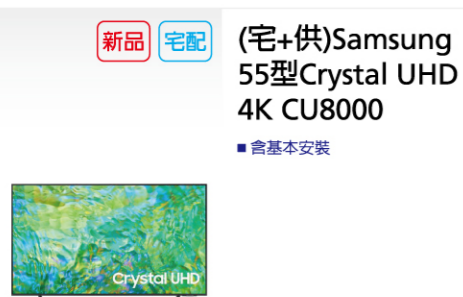 新品 宅配
(宅+供)Samsung
55型Crystal UHD
4K CU8000
■ 含基本安裝
Crystal UHD